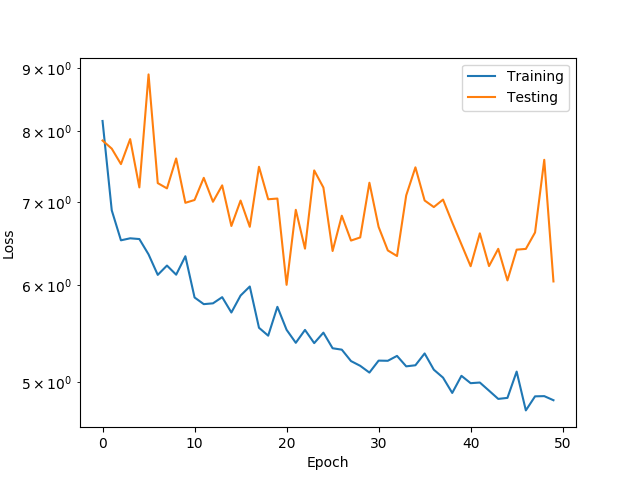 9 × 10⁰
8 × 10⁰
7 × 10⁰
6 × 10⁰
5 × 10⁰
Loss
0
10
20
30
40
50
Epoch
Training
Testing